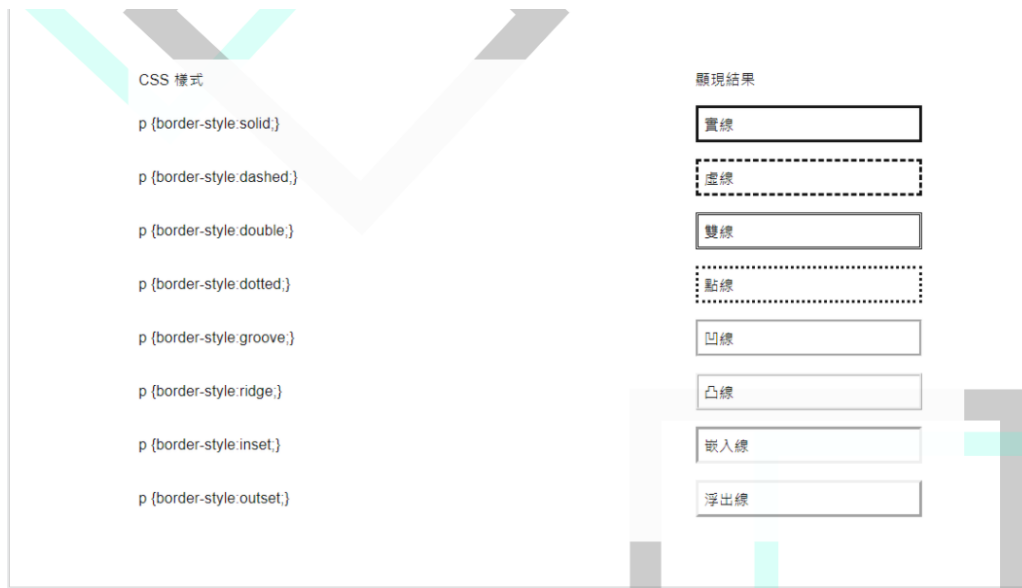 CSS 樣式 顯現結果
p {border-style:solid;} 實線
p {border-style:dashed;} 虛線
p {border-style:double;} 雙線
p {border-style:dotted;} 點線
p {border-style:groove;} 凹線
p {border-style:ridge;} 凸線
p {border-style:inset;} 嵌入線
p {border-style:outset;} 浮出線